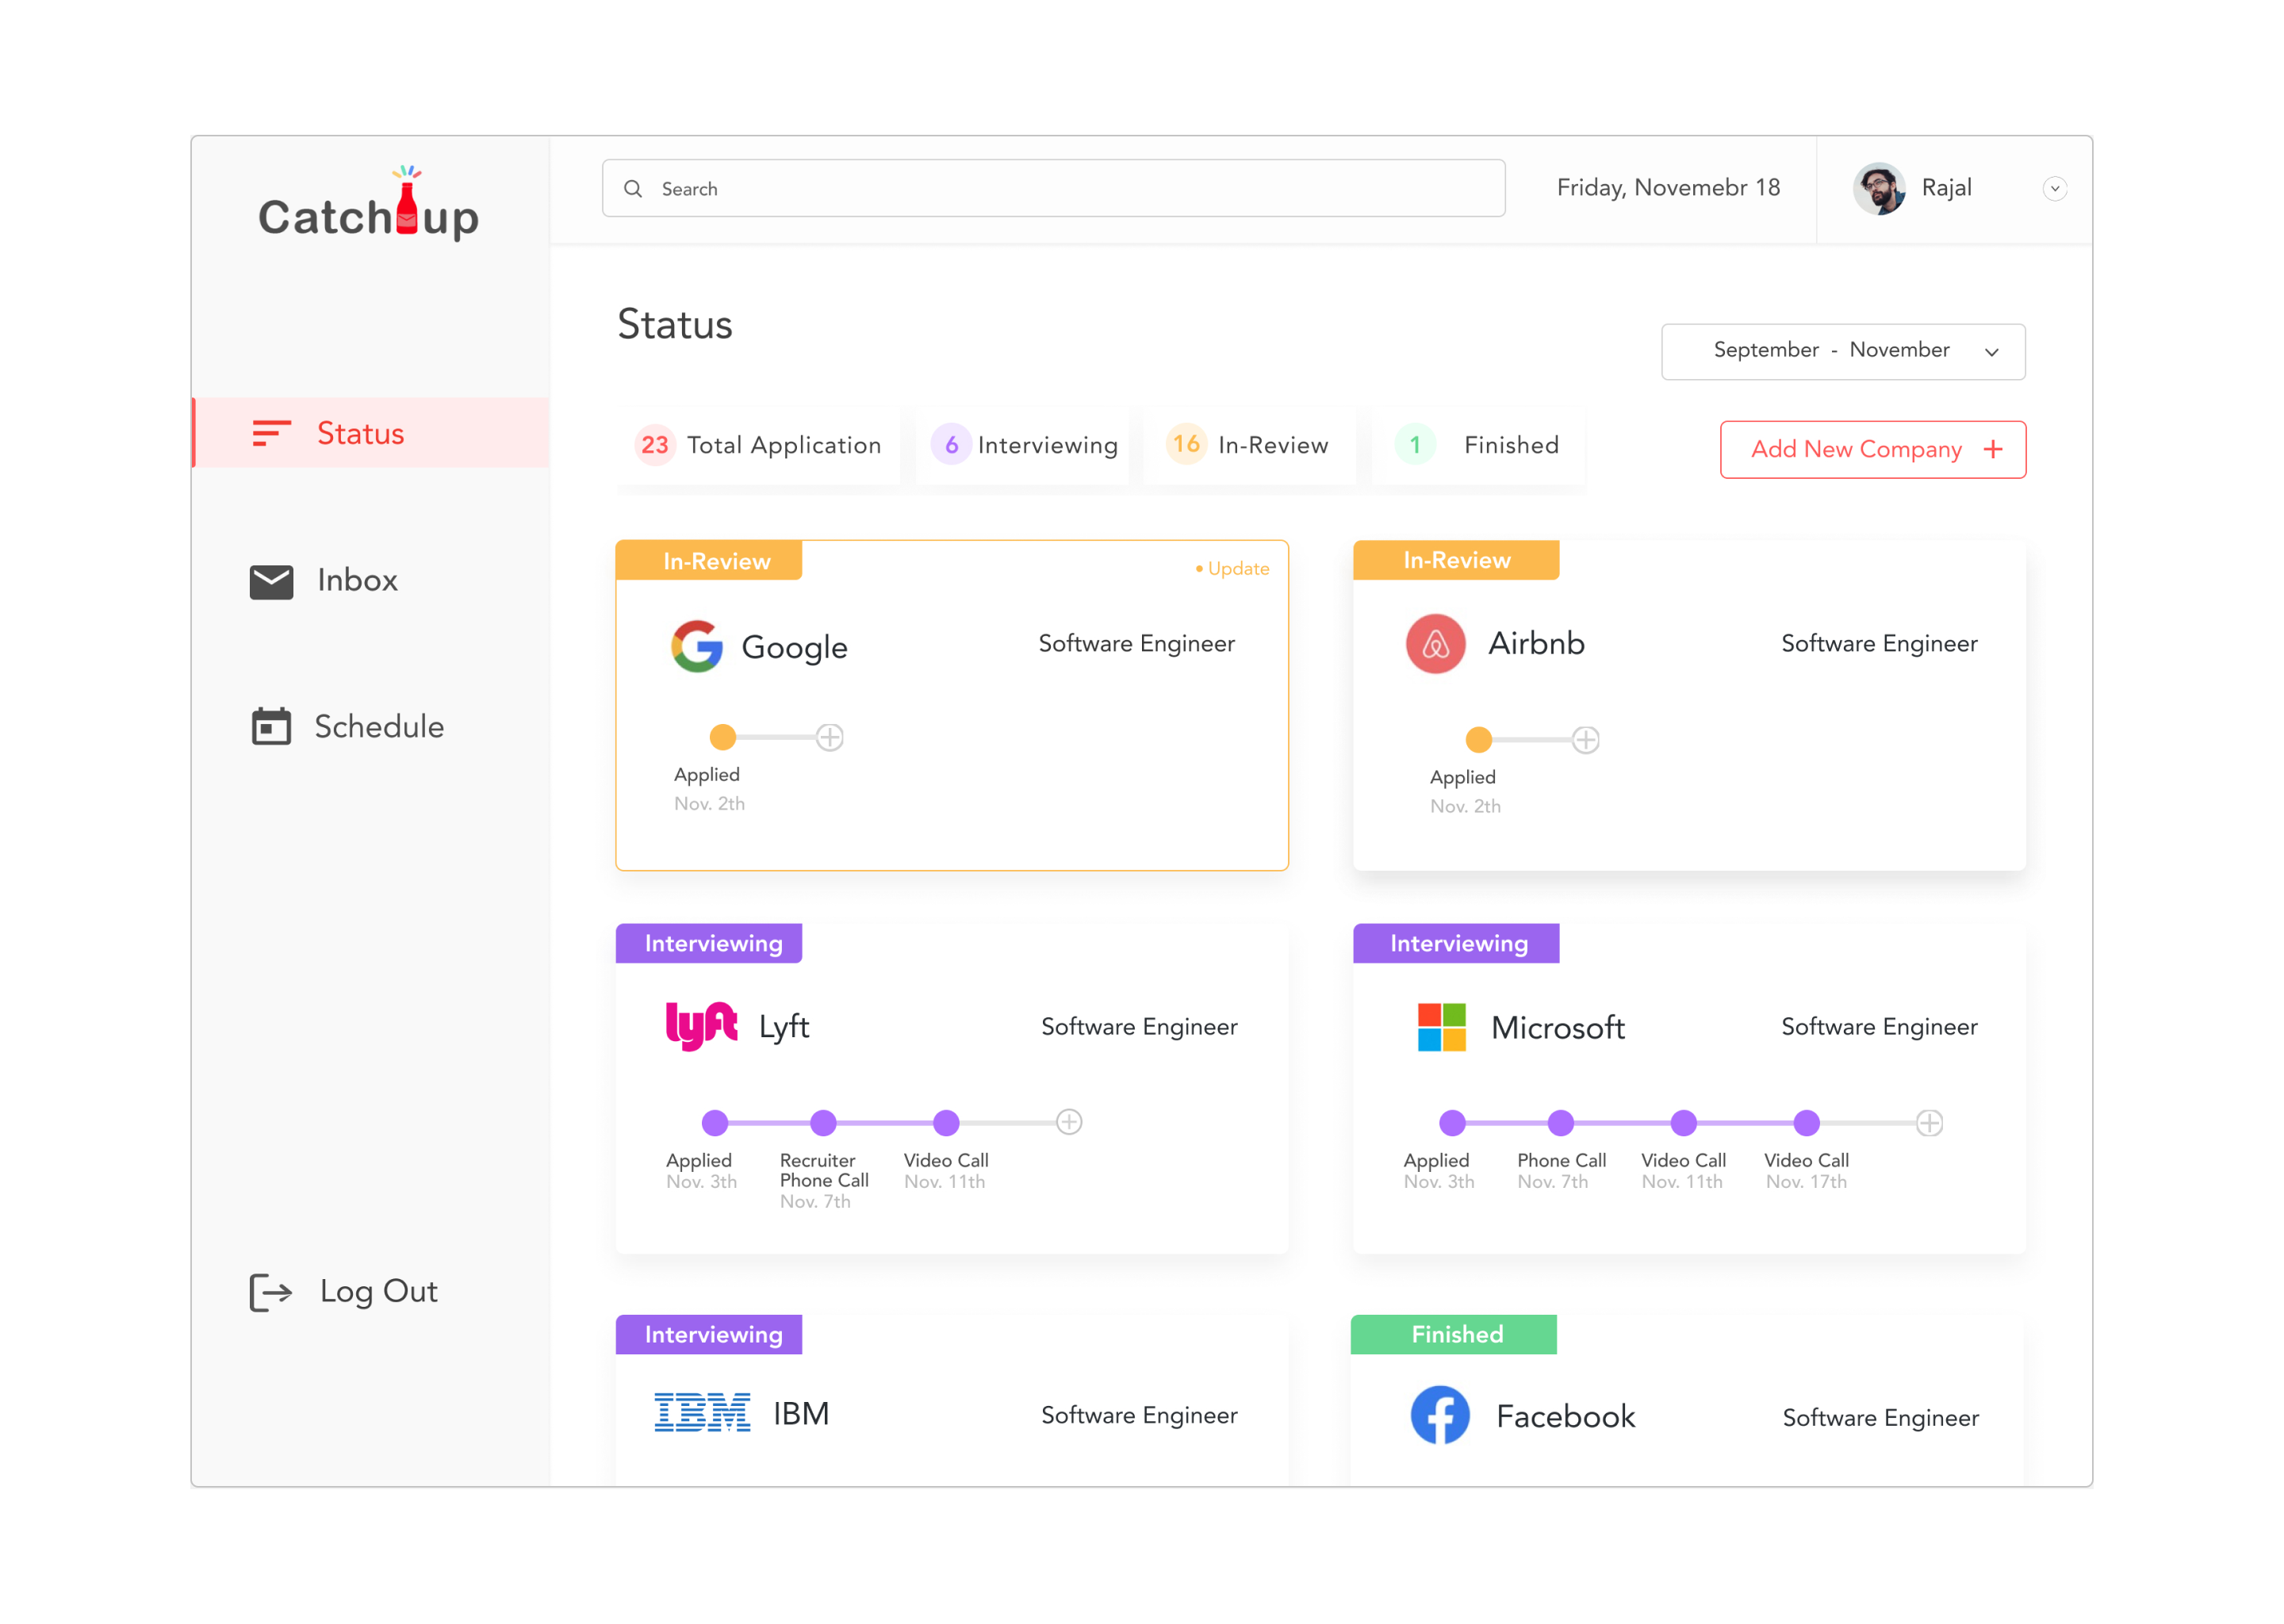 Catchup
Search
Friday, Novemebr 18
Rajal
Status
Inbox
Schedule
Log Out
Status
September - November
23 Total Application
6 Interviewing
16 In-Review
1 Finished
Add New Company +
In-Review
Update
Google
Software Engineer
Applied
Nov. 2th
In-Review
Airbnb
Software Engineer
Applied
Nov. 2th
Interviewing
lyft Lyft
Software Engineer
Applied
Nov. 3th
Recruiter
Phone Call
Nov. 7th
Video Call
Nov. 11th
Interviewing
Microsoft
Software Engineer
Applied
Nov. 3th
Phone Call
Nov. 7th
Video Call
Nov. 11th
Video Call
Nov. 17th
Interviewing
IBM IBM
Software Engineer
Finished
Facebook
Software Engineer